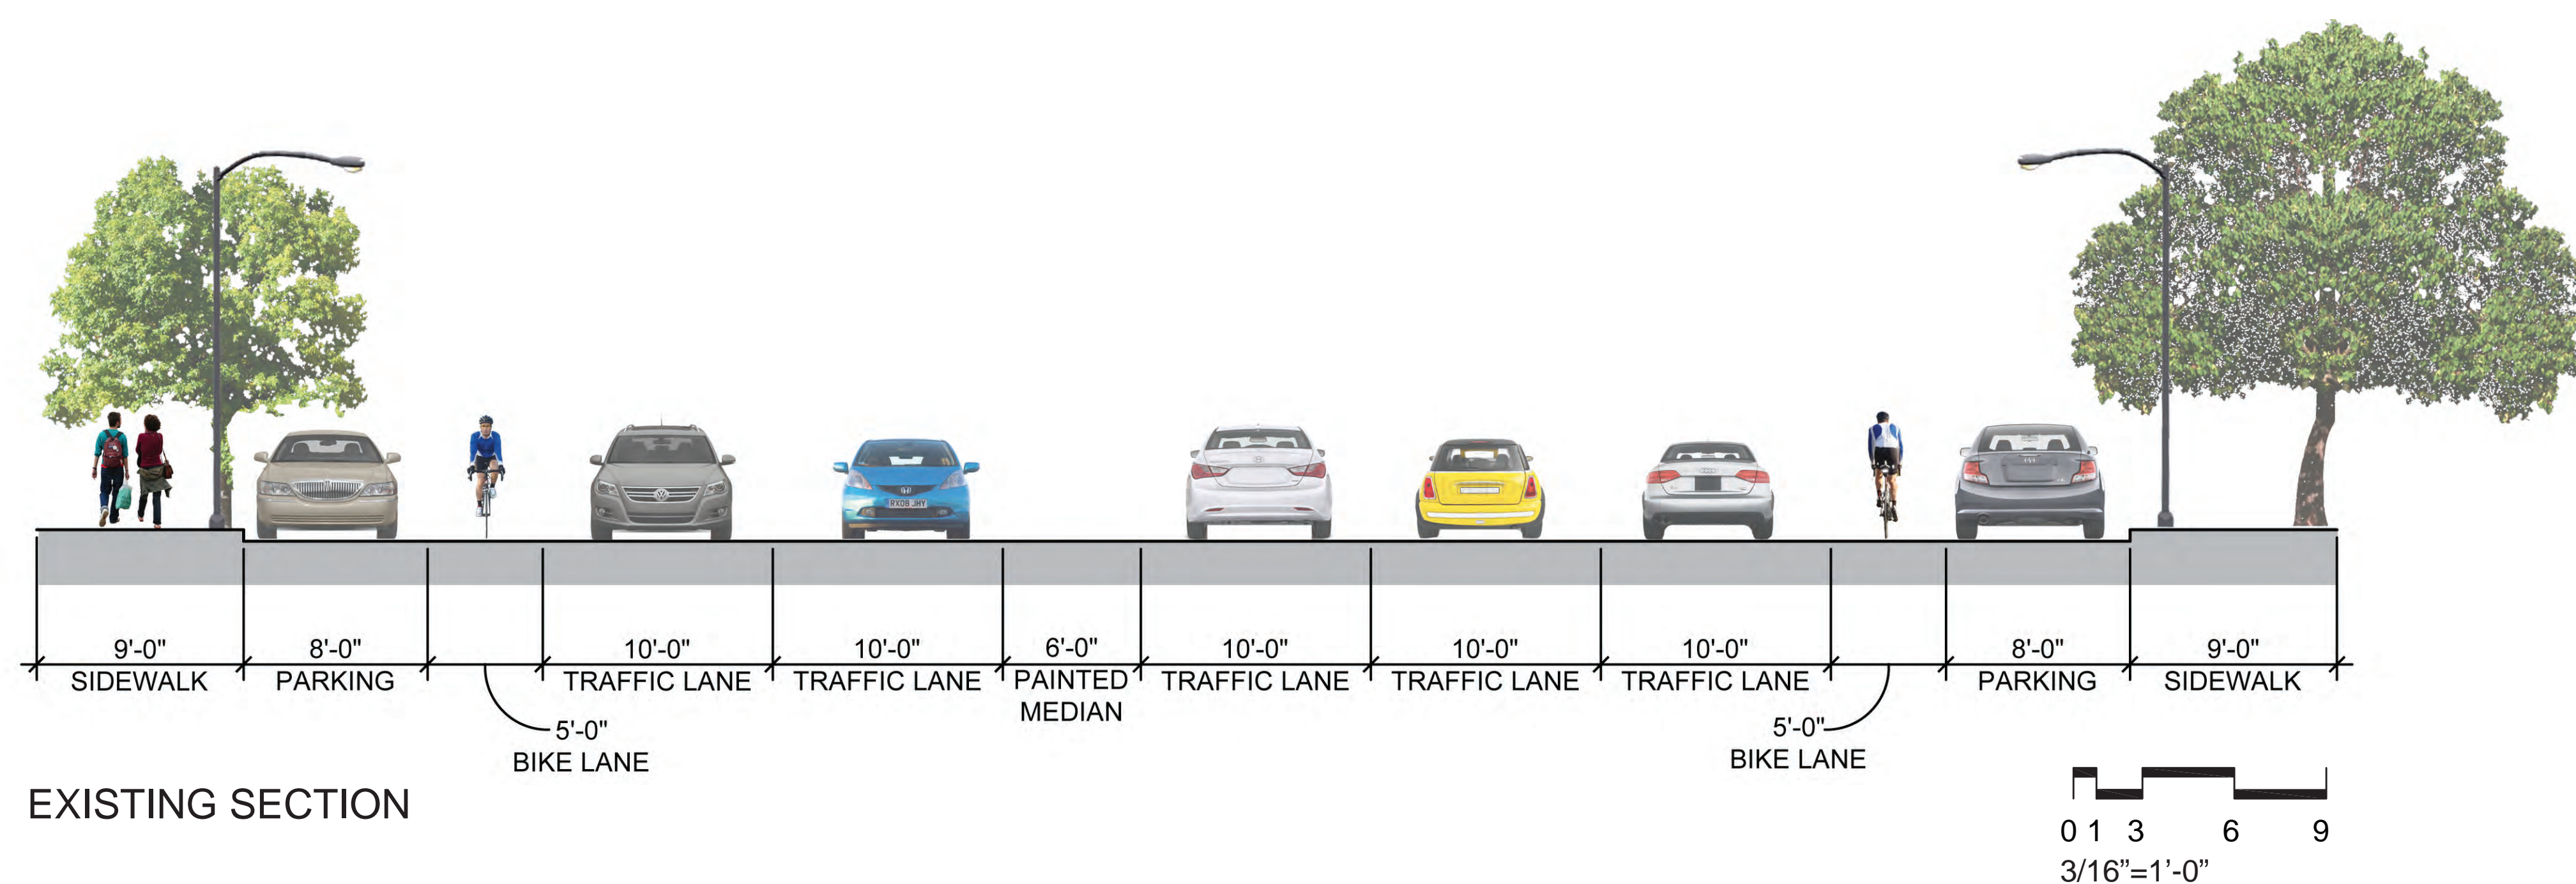 RX08 JHY
9'-0" 8'-0" 10'-0" 10'-0" 6'-0" 10'-0" 10'-0" 10'-0" 8'-0" 9'-0"
SIDEWALK PARKING TRAFFIC LANE TRAFFIC LANE PAINTED TRAFFIC LANE TRAFFIC LANE TRAFFIC LANE PARKING SIDEWALK
MEDIAN
5'-0" 5'-0"
BIKE LANE BIKE LANE
EXISTING SECTION
0 1 3 6 9
3/16”=1’-0”